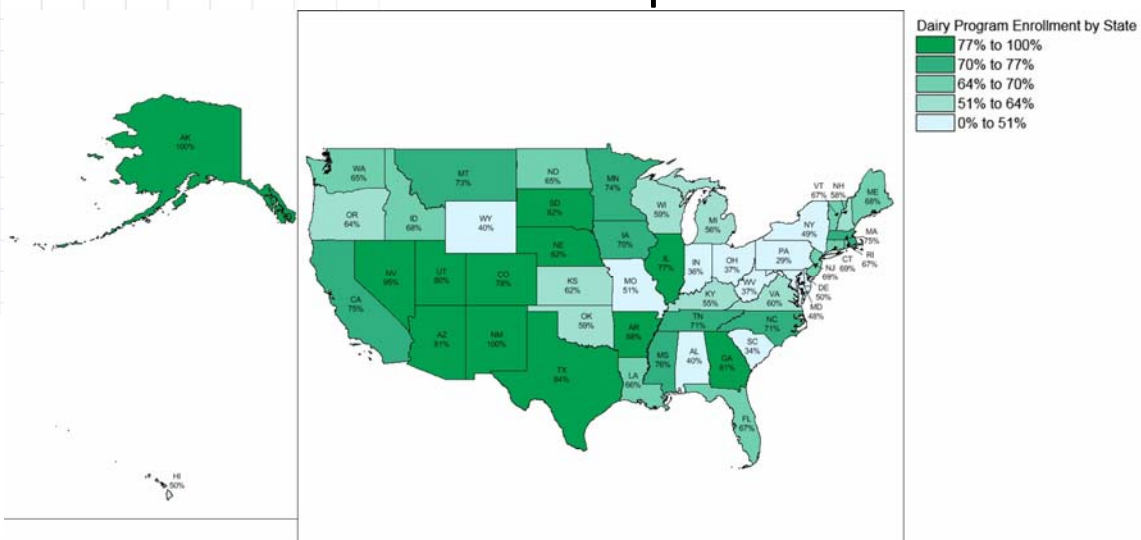 Dairy Program Enrollment by State
77% to 100%
70% to 77%
64% to 70%
51% to 64%
0% to 51%
AK
100%
HI
50%
WA
65%
OR
64%
CA
75%
ID
68%
NV
95%
MT
73%
WY
40%
UT
80%
AZ
81%
CO
78%
NM
100%
ND
65%
SD
82%
NE
82%
KS
62%
OK
59%
TX
84%
MN
74%
IA
70%
MO
51%
AR
88%
LA
66%
WI
59%
IL
77%
MS
76%
MI
56%
IN
36%
OH
37%
KY
55%
TN
71%
AL
40%
GA
81%
FL
67%
SC
34%
NC
71%
VA
60%
WV
37%
PA
29%
NY
49%
VT
67%
NH
58%
ME
68%
MA
75%
RI
67%
CT
69%
NJ
69%
DE
50%
MD
48%